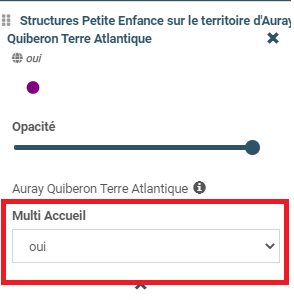 Structures Petite Enfance sur le territoire d'Auray
Quiberon Terre Atlantique
oui
Opacité
Auray Quiberon Terre Atlantique
Multi Accueil
oui